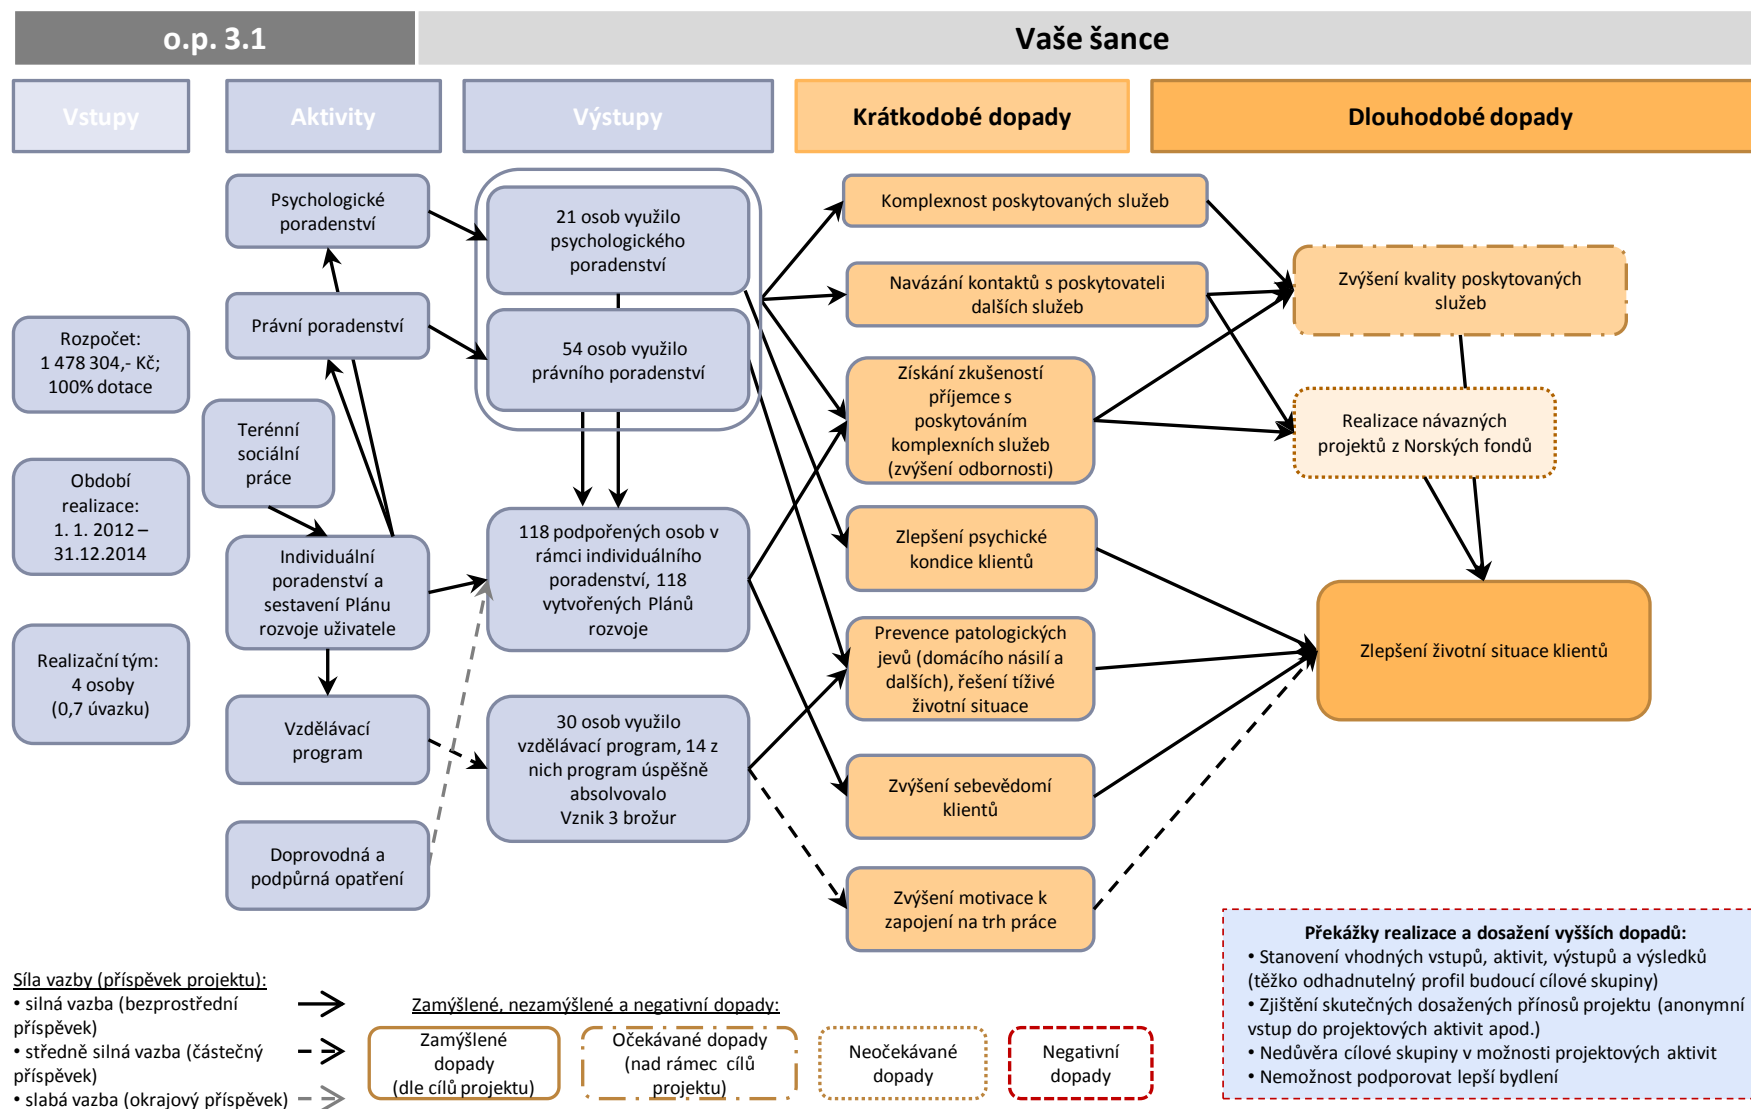 o.p. 3.1
Vaše šance
Vstupy
Aktivity
Výstupy
Krátkodobé dopady
Dlouhodobé dopady
Rozpočet:
1 478 304,- Kč;
100% dotace
Období
realizace:
1. 1. 2012 –
31.12.2014
Realizační tým:
4 osoby
(0,7 úvazku)
Psychologické
poradenství
Právní poradenství
Terénní
sociální
práce
Individuální
poradenství a
sestavení Plánu
rozvoje uživatele
Vzdělávací
program
Doprovodná a
podpůrná opatření
21 osob využilo
psychologického
poradenství
54 osob využilo
právního poradenství
118 podpořených osob v
rámci individuálního
poradenství, 118
vytvořených Plánů
rozvoje
30 osob využilo
vzdělávací program, 14 z
nich program úspěšně
absolvovalo
Vznik 3 brožur
Komplexnost poskytovaných služeb
Navázání kontaktů s poskytovateli
dalších služeb
Získání zkušeností
příjemce s
poskytováním
komplexních služeb
(zvýšení odbornosti)
Zlepšení psychické
kondice klientů
Prevence patologických
jevů (domácího násilí a
dalších), řešení tíživé
životní situace
Zvýšení sebevědomí
klientů
Zvýšení motivace k
zapojení na trh práce
Zvýšení kvality poskytovaných
služeb
Realizace návazných
projektů z Norských fondů
Zlepšení životní situace klientů
Síla vazby (příspěvek projektu):
• silná vazba (bezprostřední
příspěvek)
• středně silná vazba (částečný
příspěvek)
• slabá vazba (okrajový příspěvek)
Zamýšlené, nezamýšlené a negativní dopady:
Zamýšlené
dopady
(dle cílů projektu)
Očekávané dopady
(nad rámec cílů
projektu)
Neočekávané
dopady
Negativní
dopady
Překážky realizace a dosažení vyšších dopadů:
• Stanovení vhodných vstupů, aktivit, výstupů a výsledků
(těžko odhadnutelný profil budoucí cílové skupiny)
• Zjištění skutečných dosažených přínosů projektu (anonymní
vstup do projektových aktivit apod.)
• Nedůvěra cílové skupiny v možnosti projektových aktivit
• Nemožnost podporovat lepší bydlení